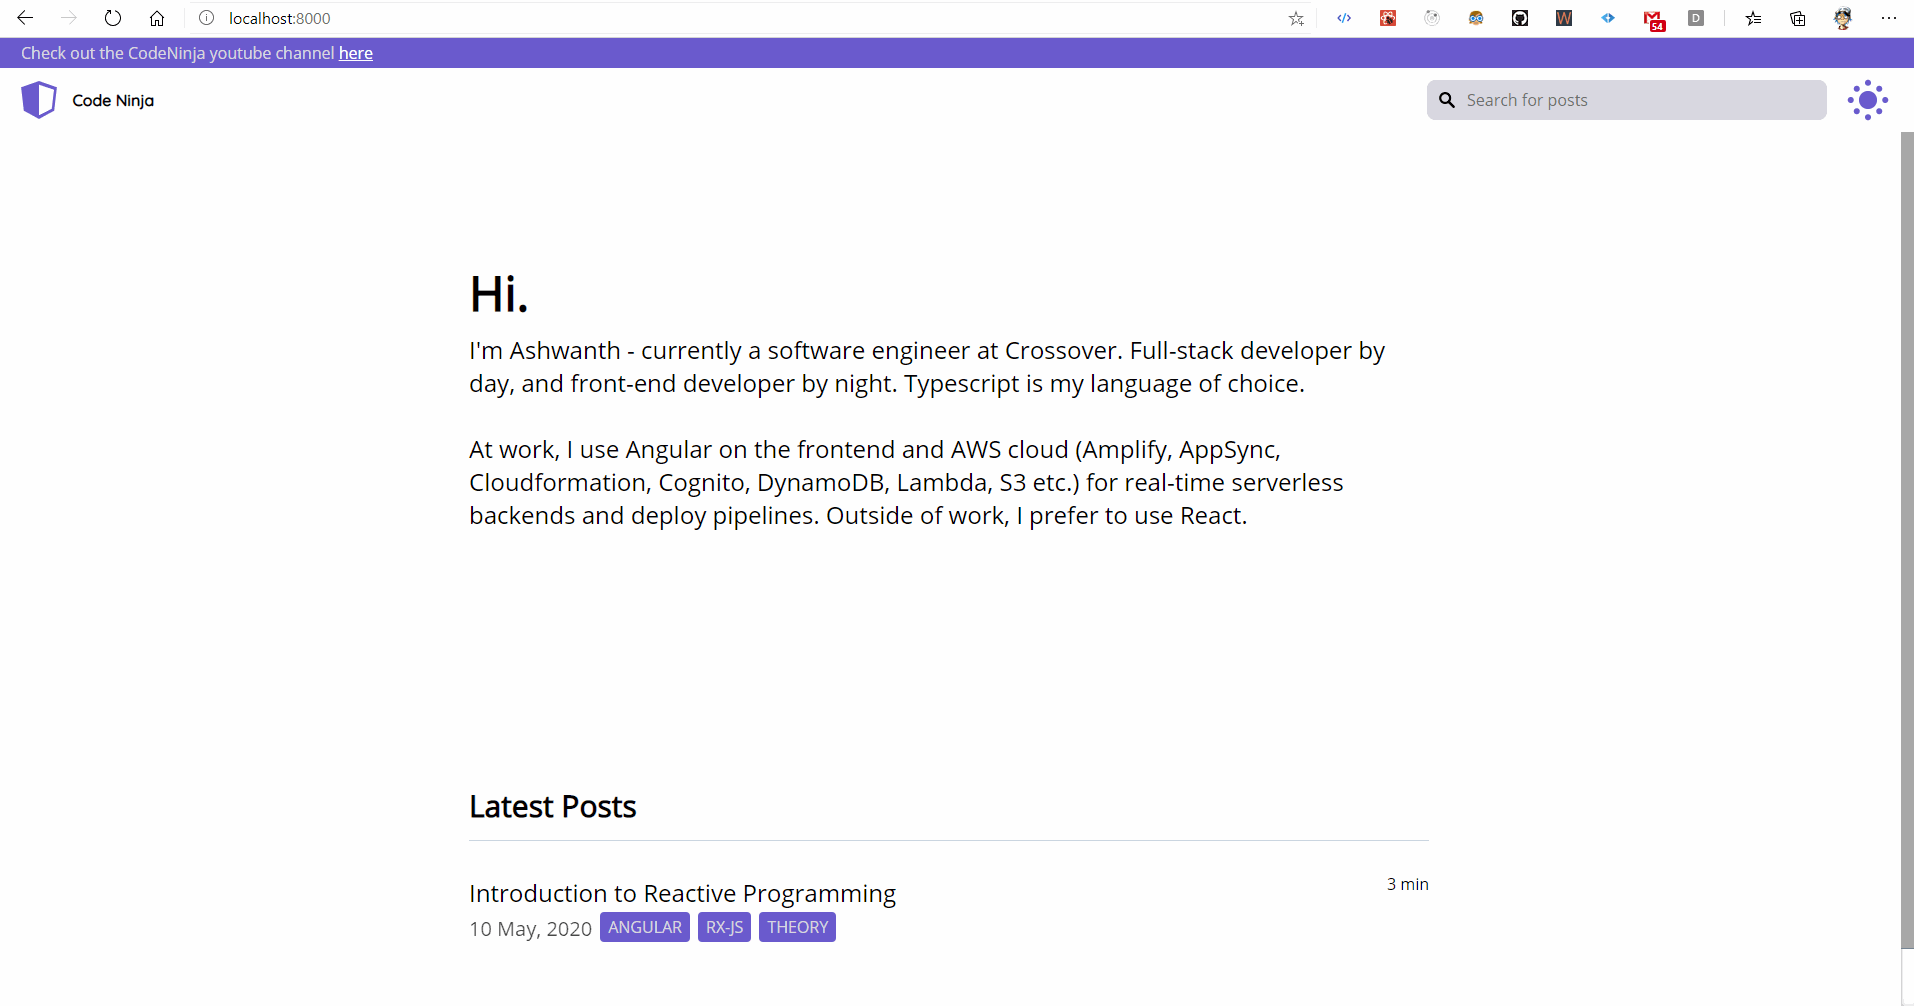 localhost:8000
54
D
W
Check out the CodeNinja youtube channel here
Code Ninja
Search for posts
Hi.
I'm Ashwanth - currently a software engineer at Crossover. Full-stack developer by
day, and front-end developer by night. Typescript is my language of choice.
At work, I use Angular on the frontend and AWS cloud (Amplify, AppSync,
Cloudformation, Cognito, DynamoDB, Lambda, S3 etc.) for real-time serverless
backends and deploy pipelines. Outside of work, I prefer to use React.
Latest Posts
Introduction to Reactive Programming
3 min
10 May, 2020 ANGULAR RX-JS THEORY